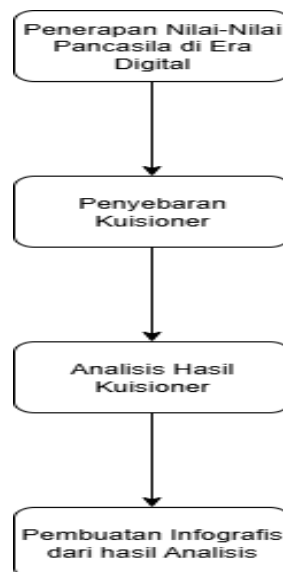 Penerapan Nilai-Nilai
Pancasila di Era
Digital
Penyebaran
Kuisioner
Analisis Hasil
Kuisioner
Pembuatan Infografis
dari hasil Analisis